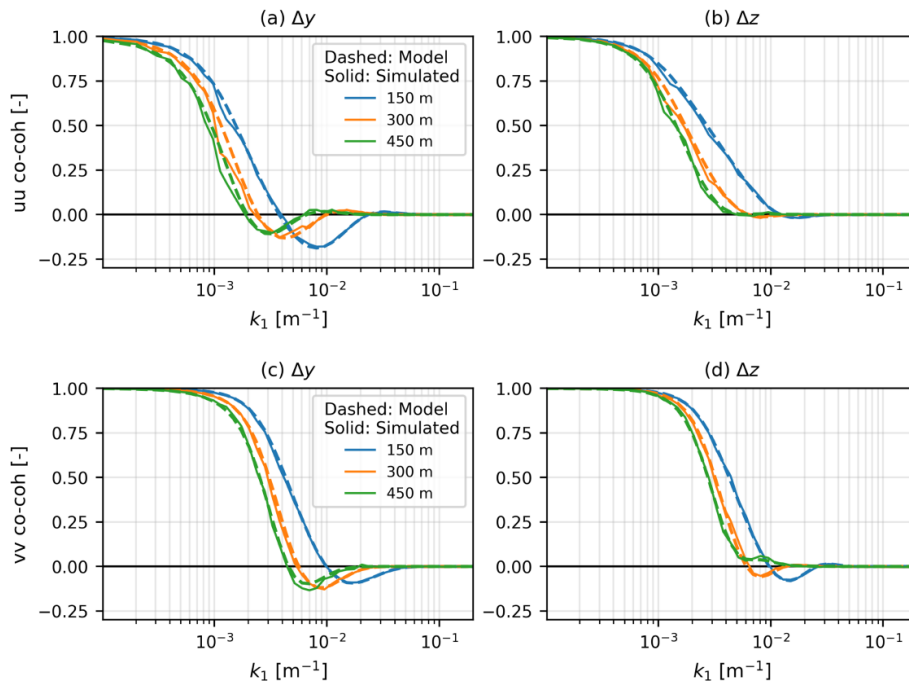 (a) Δy
(b) Δz
uu co-coh [-]
1.00
0.75
0.50
0.25
0.00
−0.25
Dashed: Model
Solid: Simulated
150 m
300 m
450 m
10⁻³
10⁻²
10⁻¹
k₁ [m⁻¹]
1.00
0.75
0.50
0.25
0.00
−0.25
10⁻³
10⁻²
10⁻¹
k₁ [m⁻¹]
(c) Δy
(d) Δz
vv co-coh [-]
1.00
0.75
0.50
0.25
0.00
−0.25
Dashed: Model
Solid: Simulated
150 m
300 m
450 m
10⁻³
10⁻²
10⁻¹
k₁ [m⁻¹]
1.00
0.75
0.50
0.25
0.00
−0.25
10⁻³
10⁻²
10⁻¹
k₁ [m⁻¹]